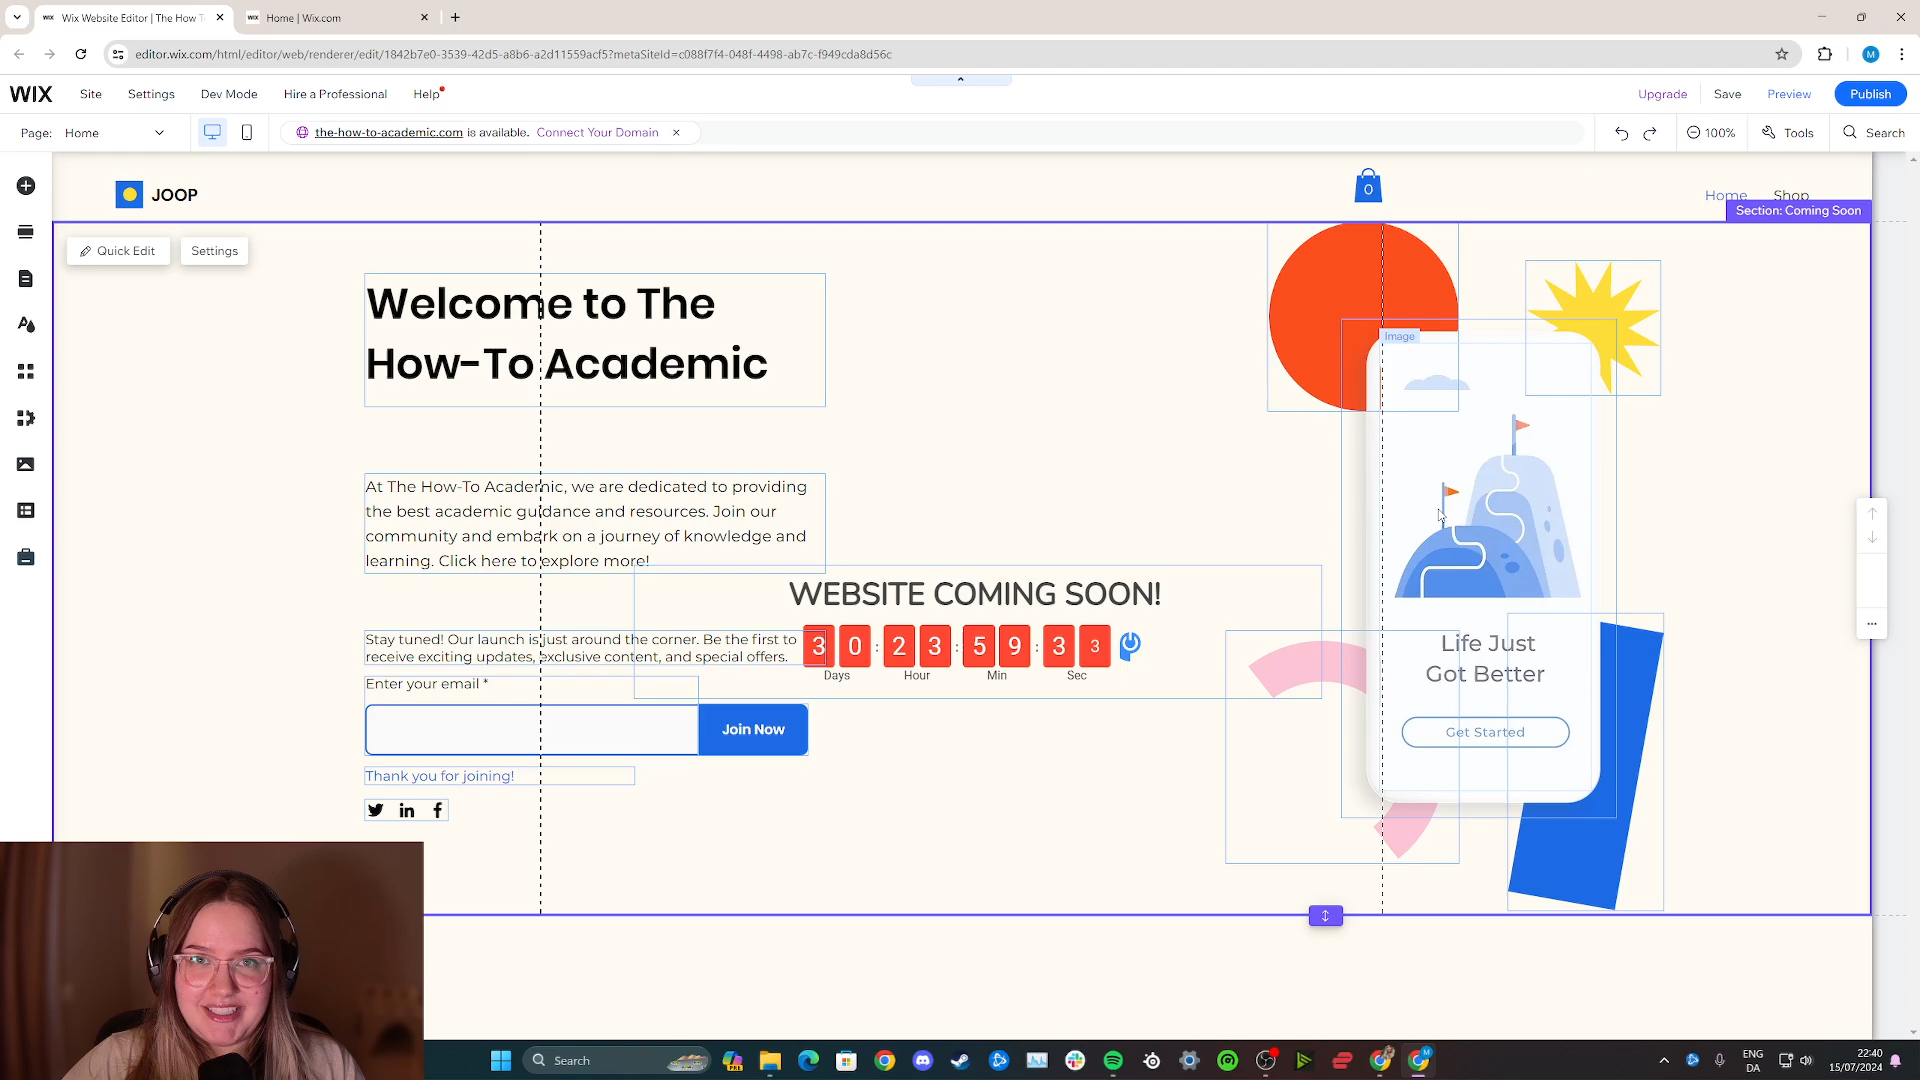 Wix Website Editor | The How T
Home | Wix.com
editor.wix.com/html/editor/web/renderer/edit/1842b7e0-3539-42d5-a8b6-a2d11559acf5?metaSiteId=c088f7f4-048f-4498-ab7c-f949cda8d56c
M
WIX Site Settings Dev Mode Hire a Professional Help
Upgrade Save Preview Publish
Page: Home
the-how-to-academic.com is available. Connect Your Domain
100% Tools Search
JOOP
0
Home Shop
Section: Coming Soon
Quick Edit Settings
Welcome to The
How-To Academic
Image
At The How-To Academic, we are dedicated to providing
the best academic guidance and resources. Join our
community and embark on a journey of knowledge and
learning. Click here to explore more!
WEBSITE COMING SOON!
Stay tuned! Our launch is just around the corner. Be the first to
receive exciting updates, exclusive content, and special offers.
3 0 : 2 3 : 5 9 : 3 3
Days Hour Min Sec
Enter your email *
Join Now
Thank you for joining!
Life Just
Got Better
Get Started
Search
ENG
DA
22:40
15/07/2024